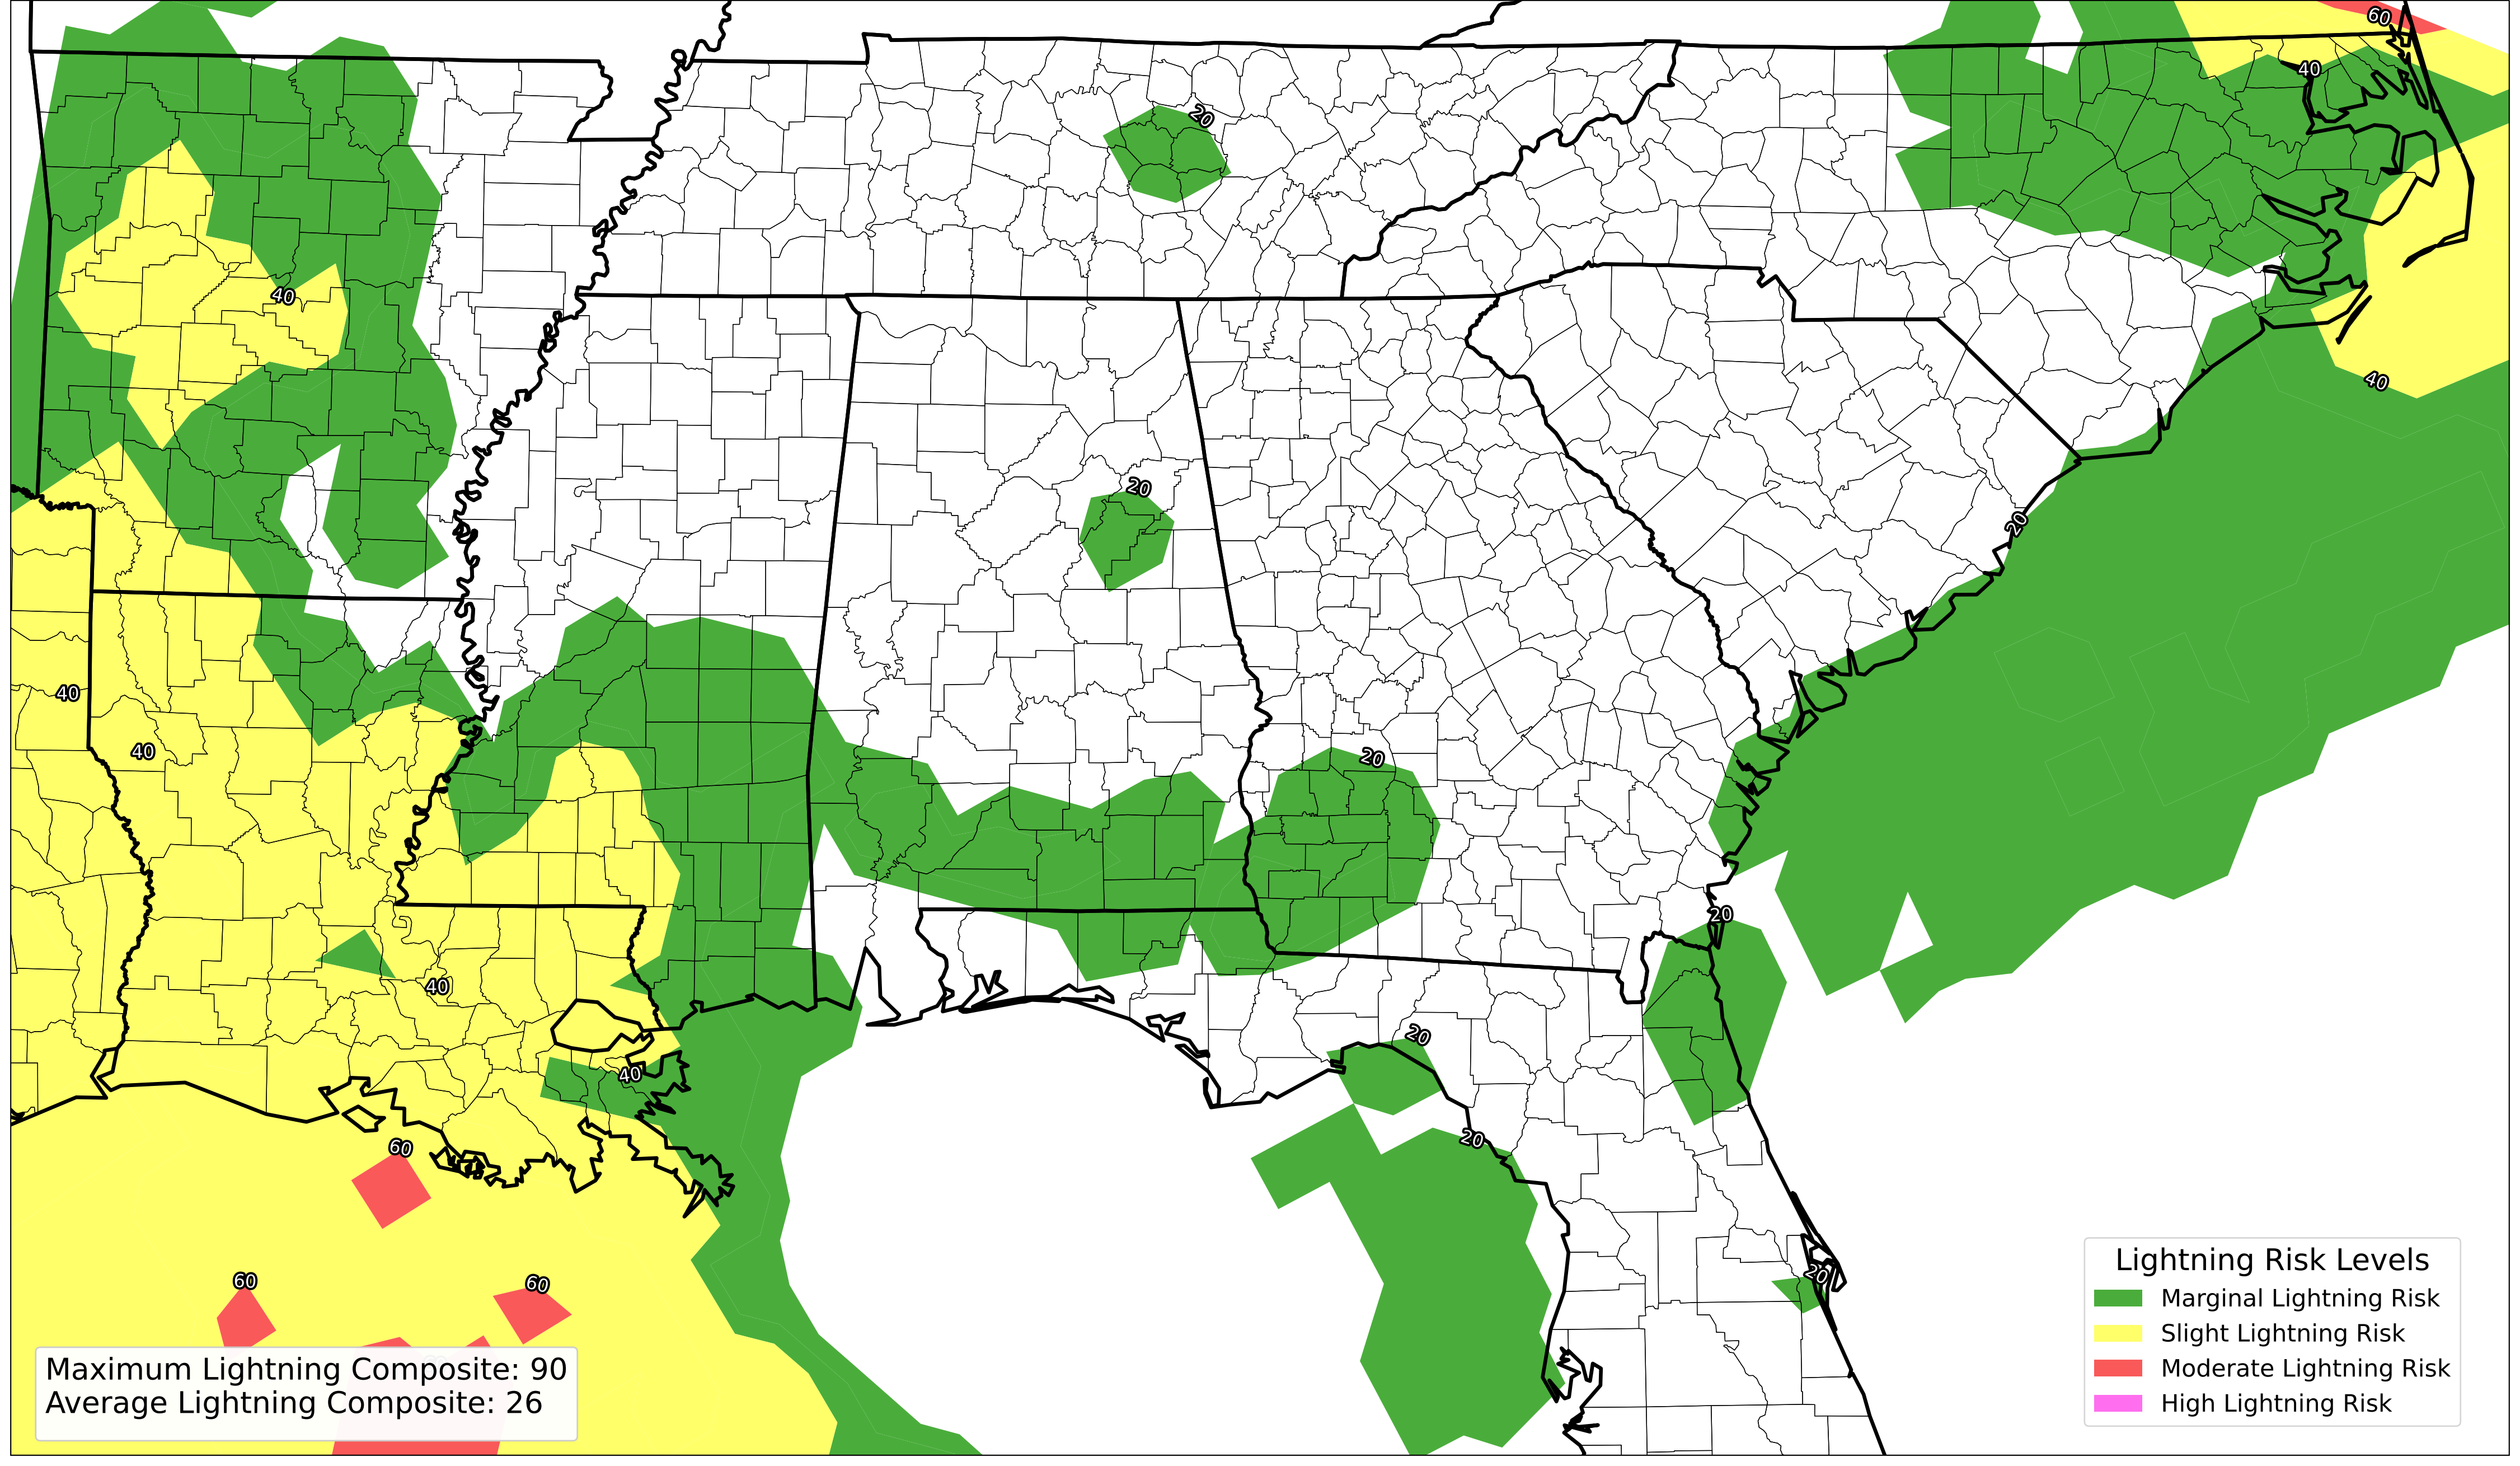 60
40
20
40
40
20
20
40
40
20
20
40
20
40
60
20
20
60
60
Maximum Lightning Composite: 90
Average Lightning Composite: 26
Lightning Risk Levels
Marginal Lightning Risk
Slight Lightning Risk
Moderate Lightning Risk
High Lightning Risk